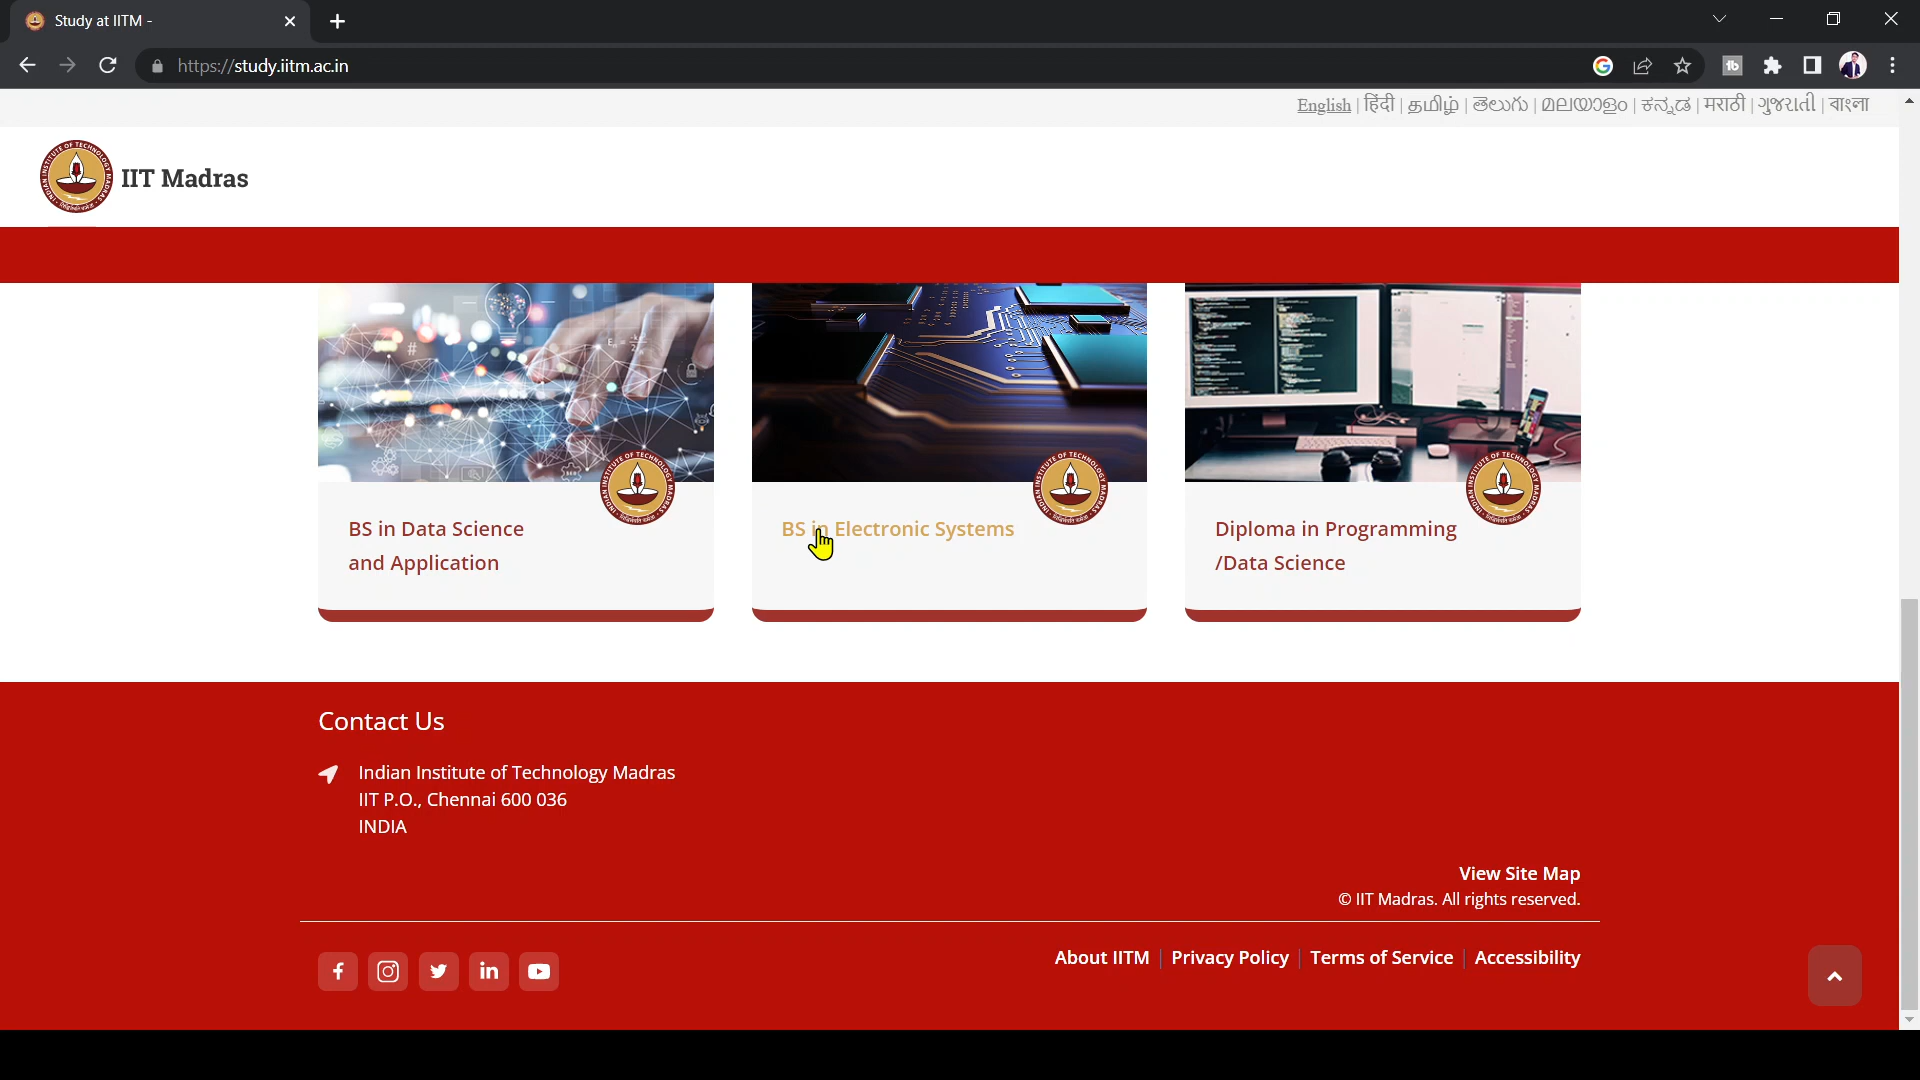 Study at IITM -
https://study.iitm.ac.in
English | हिंदी | தமிழ் | తెలుగు | മലയാളം | ಕನ್ನಡ | मराठी | ગુજરાતી | বাংলা
IIT Madras
BS in Data Science
and Application
BS in Electronic Systems
Diploma in Programming
/Data Science
Contact Us
Indian Institute of Technology Madras
IIT P.O., Chennai 600 036
INDIA
View Site Map
© IIT Madras. All rights reserved.
About IITM | Privacy Policy | Terms of Service | Accessibility